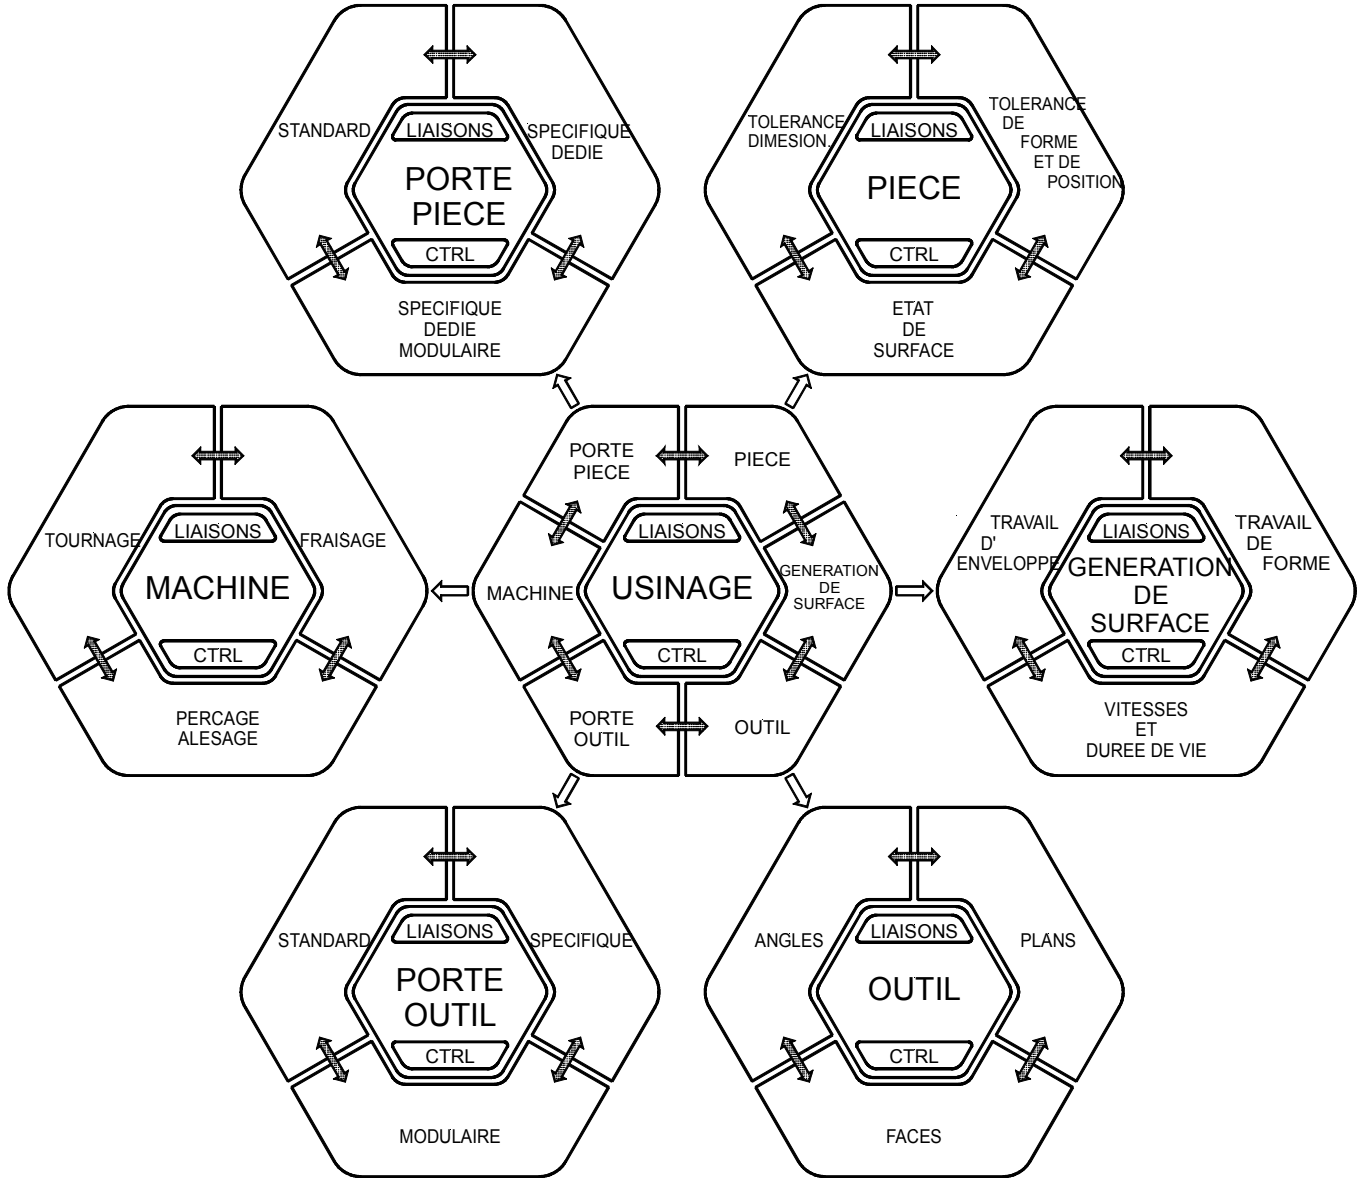 STANDARD
LIAISONS
SPECIFIQUE
DEDIE
PORTE
PIECE
CTRL
SPECIFIQUE
DEDIE
MODULAIRE
TOLERANCE
DIMESION.
LIAISONS
TOLERANCE
DE
FORME
ET DE
POSITION
PIECE
CTRL
ETAT
DE
SURFACE
TOURNAGE
LIAISONS
FRAISAGE
MACHINE
CTRL
PERCAGE
ALESAGE
PORTE
PIECE
PIECE
LIAISONS
MACHINE
USINAGE
GENERATION
DE
SURFACE
CTRL
PORTE
OUTIL
OUTIL
TRAVAIL
D'
ENVELOPPE
LIAISONS
TRAVAIL
DE
FORME
GENERATION
DE
SURFACE
CTRL
VITESSES
ET
DUREE DE VIE
STANDARD
LIAISONS
SPECIFIQUE
PORTE
OUTIL
CTRL
MODULAIRE
ANGLES
LIAISONS
PLANS
OUTIL
CTRL
FACES